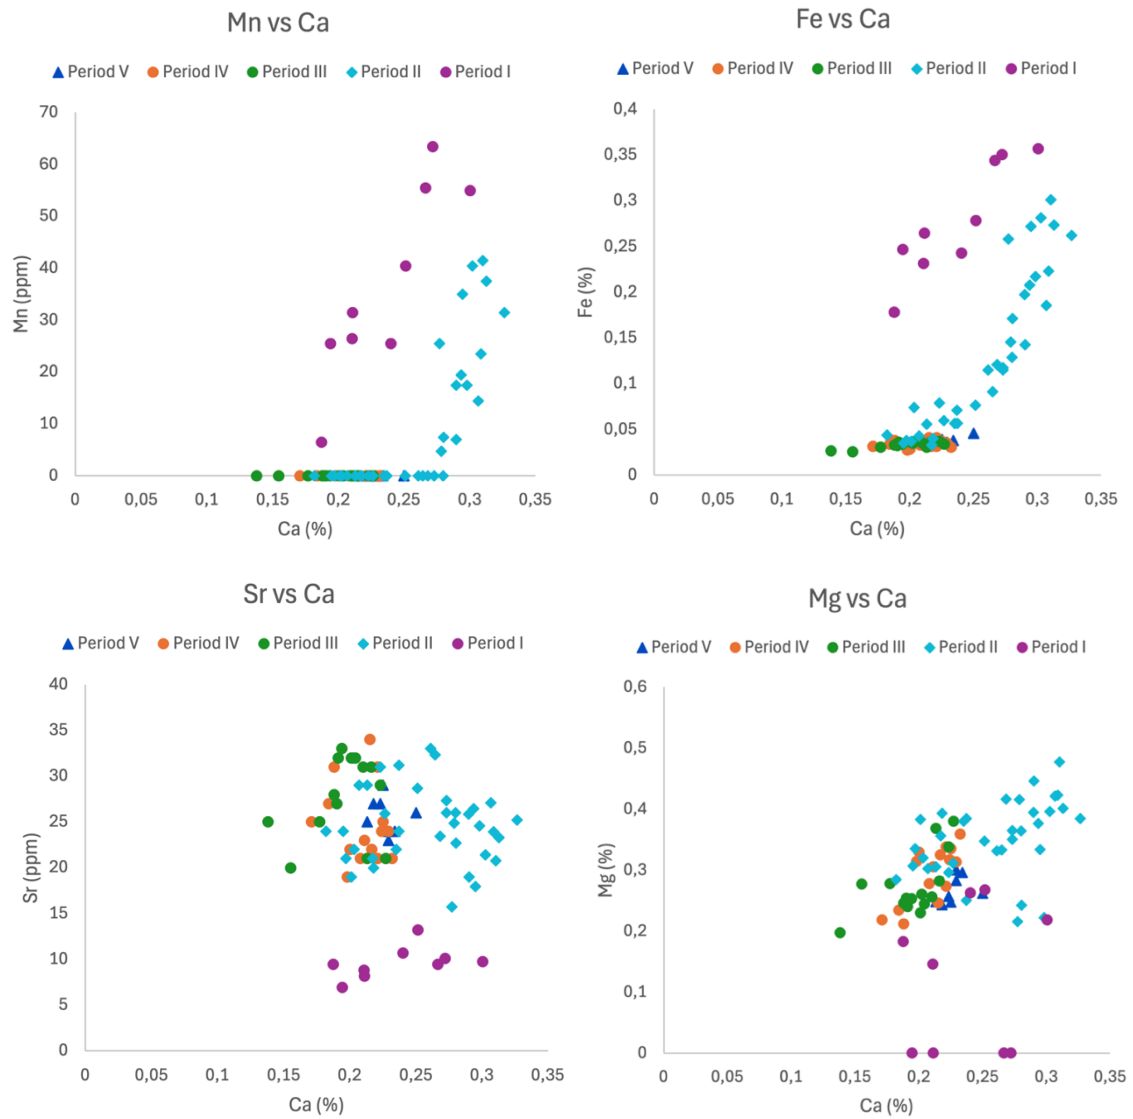 Mn vs Ca
Period V Period IV Period III Period II Period I
70
60
50
40
30
20
10
0
Mn (ppm)
0 0,05 0,1 0,15 0,2 0,25 0,3 0,35
Ca (%)
Fe vs Ca
Period V Period IV Period III Period II Period I
0,4
0,35
0,3
0,25
0,2
0,15
0,1
0,05
0
Fe (%)
0 0,05 0,1 0,15 0,2 0,25 0,3 0,35
Ca (%)
Sr vs Ca
Period V Period IV Period III Period II Period I
40
35
30
25
20
15
10
5
0
Sr (ppm)
0 0,05 0,1 0,15 0,2 0,25 0,3 0,35
Ca (%)
Mg vs Ca
Period V Period IV Period III Period II Period I
0,6
0,5
0,4
0,3
0,2
0,1
0
Mg (%)
0 0,05 0,1 0,15 0,2 0,25 0,3 0,35
Ca (%)